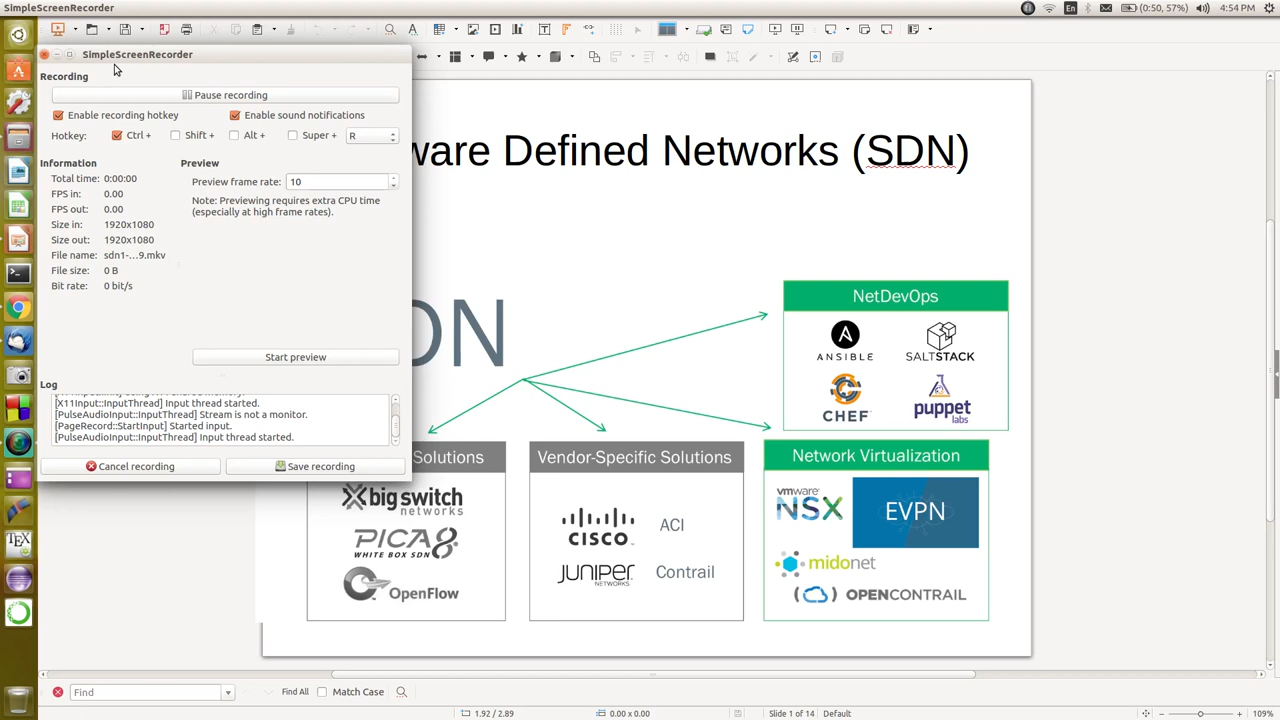 SimpleScreenRecorder
En
(0:50, 57%)
4:54 PM
SimpleScreenRecorder
Recording
Pause recording
Enable recording hotkey
Enable sound notifications
Hotkey:
Ctrl +
Shift +
Alt +
Super +
R
Information
Total time: 0:00:00
FPS in: 0.00
FPS out: 0.00
Size in: 1920x1080
Size out: 1920x1080
File name: sdn1-...9.mkv
File size: 0 B
Bit rate: 0 bit/s
Preview
Preview frame rate: 10
Note: Previewing requires extra CPU time
(especially at high frame rates).
Start preview
Log
[X11Input::InputThread] Input thread started.
[PulseAudioInput::InputThread] Stream is not a monitor.
[PageRecord::StartInput] Started input.
[PulseAudioInput::InputThread] Input thread started.
Cancel recording
Save recording
ware Defined Networks (SDN)
DN
NetDevOps
ANSIBLE
SALTSTACK
CHEF
puppet
labs
Solutions
big switch
networks
PICA8
WHITE BOX SDN
OpenFlow
Vendor-Specific Solutions
CISCO
ACI
JUNIPER
NETWORKS
Contrail
Network Virtualization
vmware
NSX
EVPN
midonet
OPENCONTRAIL
TEX
Find
Find All
Match Case
1.92 / 2.89
0.00 x 0.00
Slide 1 of 14
Default
109%